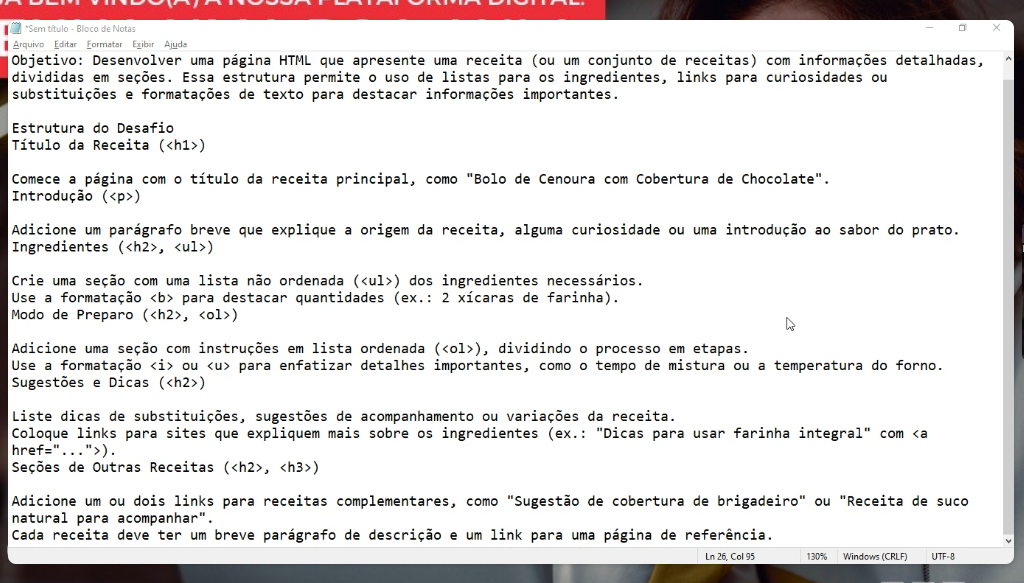 BEM VINDO(A) A NOSSA PLATAFORMA DIGITAL.
*Sem título - Bloco de Notas
Arquivo Editar Formatar Exibir Ajuda
Objetivo: Desenvolver uma página HTML que apresente uma receita (ou um conjunto de receitas) com informações detalhadas,
divididas em seções. Essa estrutura permite o uso de listas para os ingredientes, links para curiosidades ou
substituições e formatações de texto para destacar informações importantes.
Estrutura do Desafio
Título da Receita (<h1>)
Comece a página com o título da receita principal, como "Bolo de Cenoura com Cobertura de Chocolate".
Introdução (<p>)
Adicione um parágrafo breve que explique a origem da receita, alguma curiosidade ou uma introdução ao sabor do prato.
Ingredientes (<h2>, <ul>)
Crie uma seção com uma lista não ordenada (<ul>) dos ingredientes necessários.
Use a formatação <b> para destacar quantidades (ex.: 2 xícaras de farinha).
Modo de Preparo (<h2>, <ol>)
Adicione uma seção com instruções em lista ordenada (<ol>), dividindo o processo em etapas.
Use a formatação <i> ou <u> para enfatizar detalhes importantes, como o tempo de mistura ou a temperatura do forno.
Sugestões e Dicas (<h2>)
Liste dicas de substituições, sugestões de acompanhamento ou variações da receita.
Coloque links para sites que expliquem mais sobre os ingredientes (ex.: "Dicas para usar farinha integral" com <a
href="...">).
Seções de Outras Receitas (<h2>, <h3>)
Adicione um ou dois links para receitas complementares, como "Sugestão de cobertura de brigadeiro" ou "Receita de suco
natural para acompanhar".
Cada receita deve ter um breve parágrafo de descrição e um link para uma página de referência.
Ln 26, Col 95 130% Windows (CRLF) UTF-8